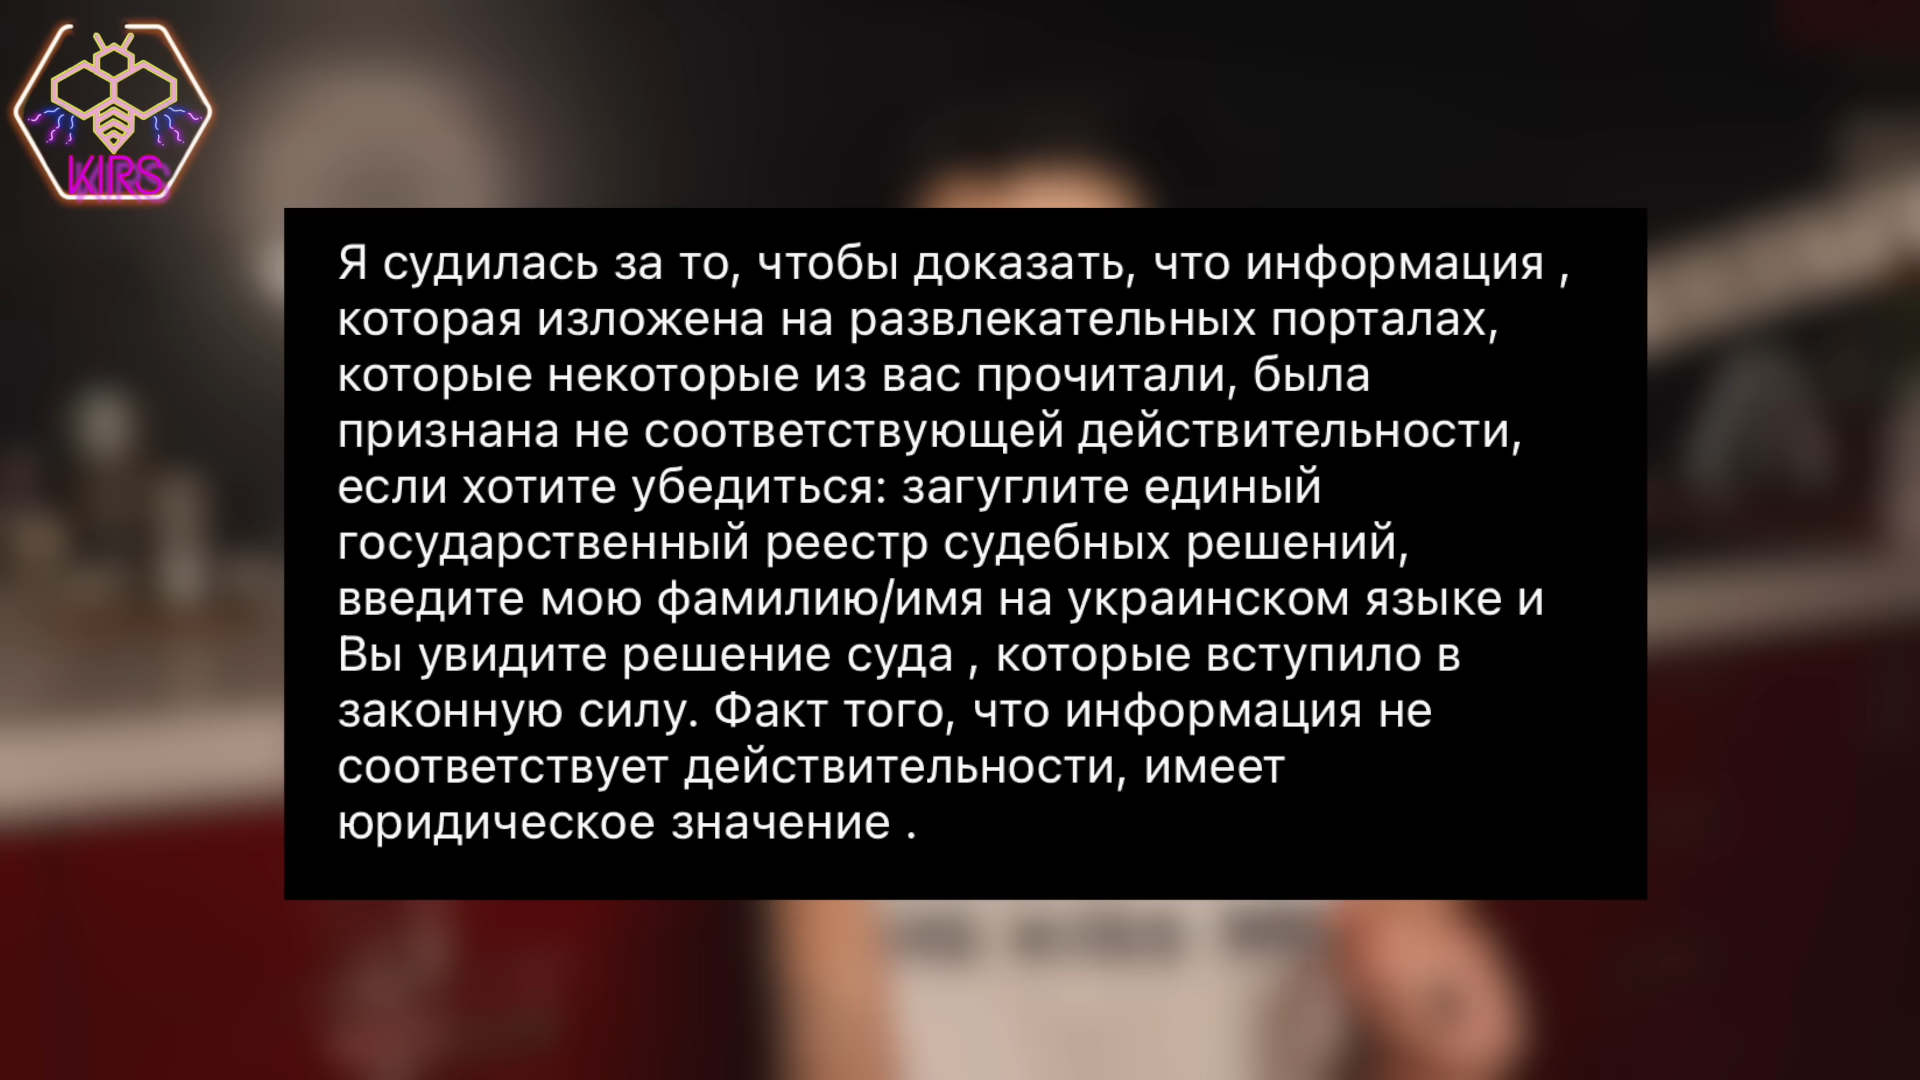 KIRS
Я судилась за то, чтобы доказать, что информация ,
которая изложена на развлекательных порталах,
которые некоторые из вас прочитали, была
признана не соответствующей действительности,
если хотите убедиться: загуглите единый
государственный реестр судебных решений,
введите мою фамилию/имя на украинском языке и
Вы увидите решение суда , которые вступило в
законную силу. Факт того, что информация не
соответствует действительности, имеет
юридическое значение .